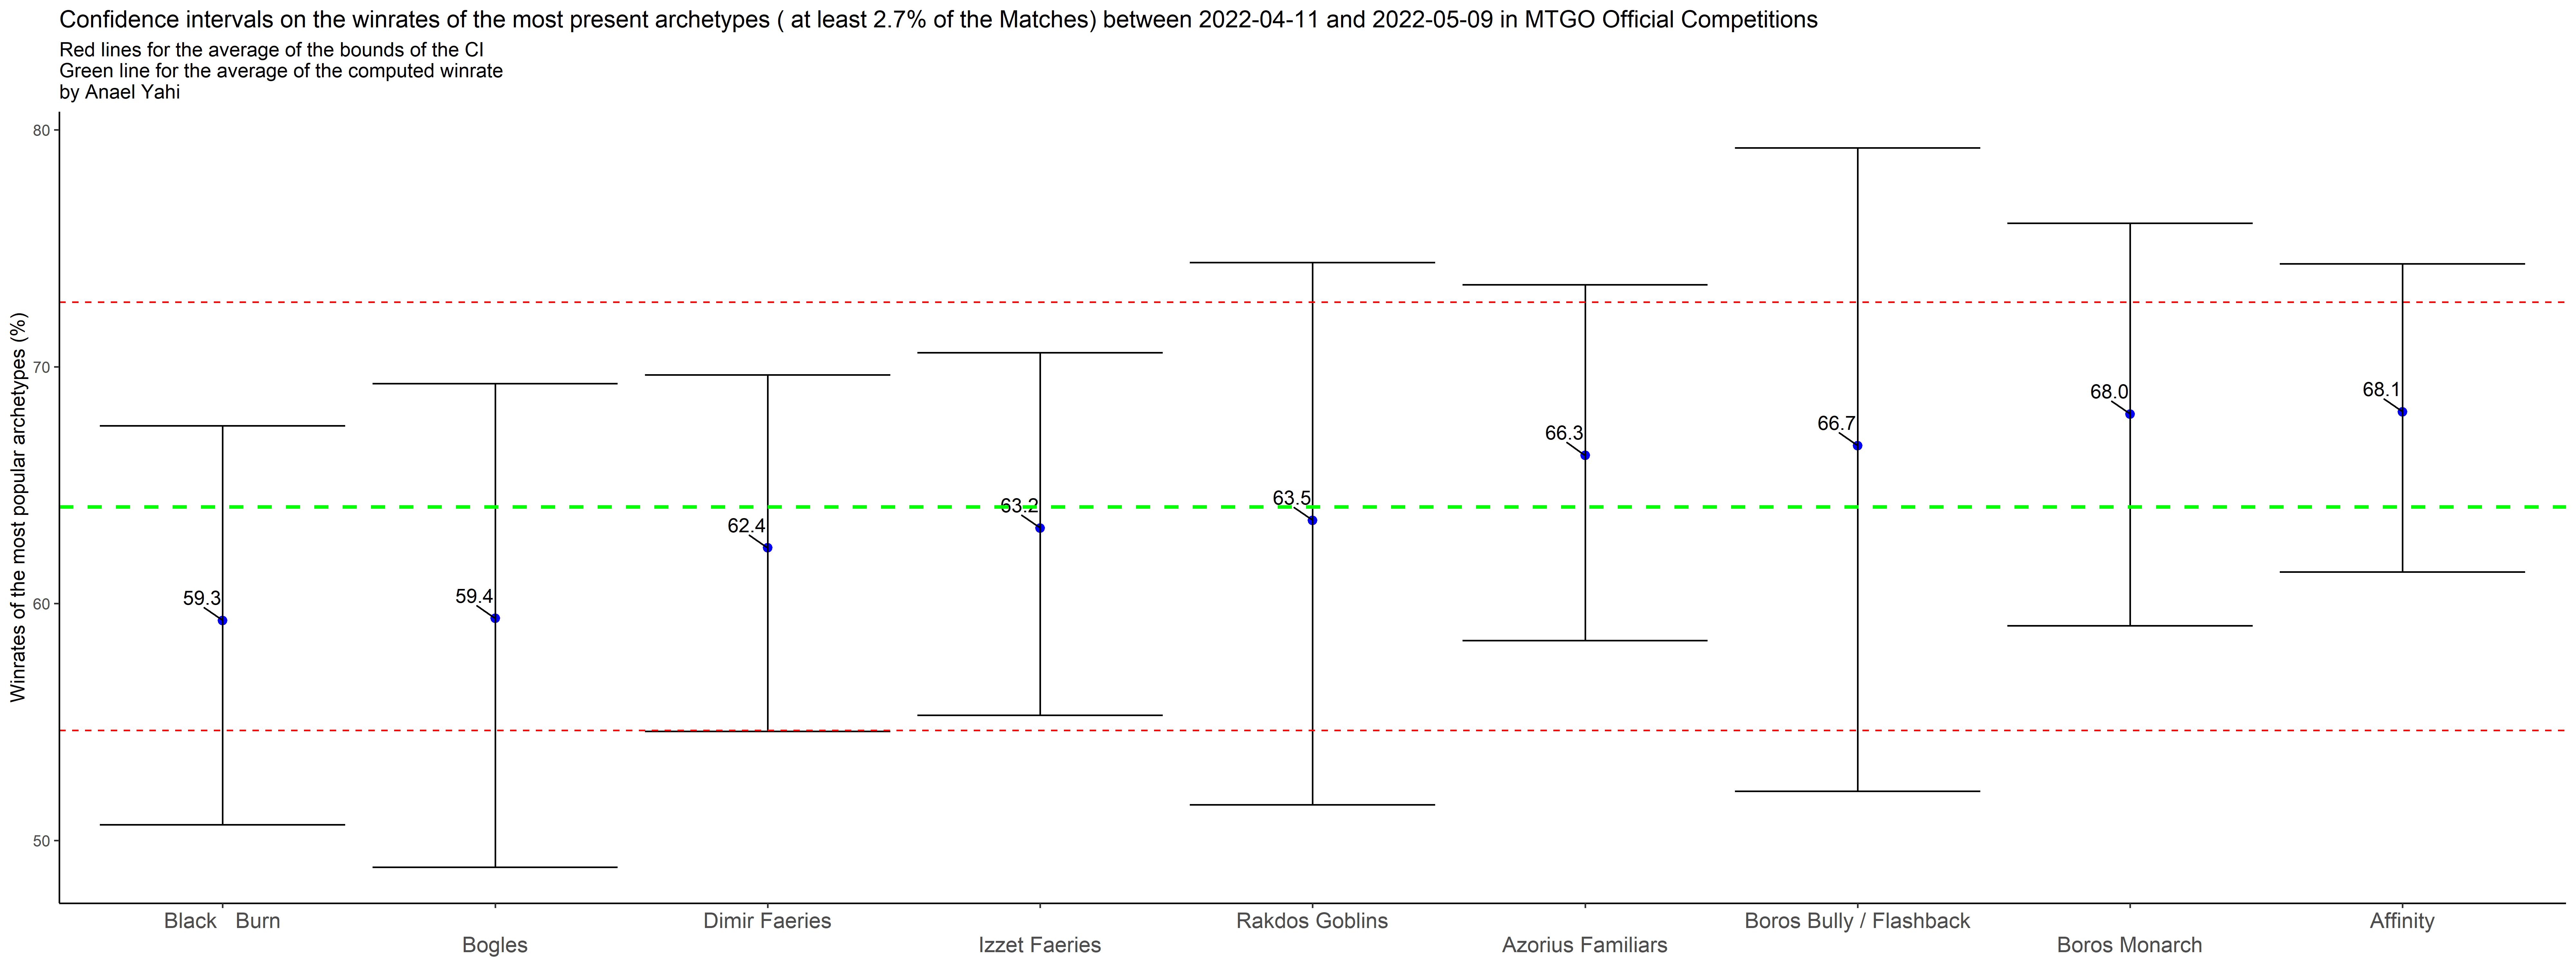 Confidence intervals on the winrates of the most present archetypes ( at least 2.7% of the Matches) between 2022-04-11 and 2022-05-09 in MTGO Official Competitions
Red lines for the average of the bounds of the CI
Green line for the average of the computed winrate
by Anael Yahi
Winrates of the most popular archetypes (%)
80
70
60
50
59.3
59.4
62.4
63.2
63.5
66.3
66.7
68.0
68.1
Black   Burn
Bogles
Dimir Faeries
Izzet Faeries
Rakdos Goblins
Azorius Familiars
Boros Bully / Flashback
Boros Monarch
Affinity